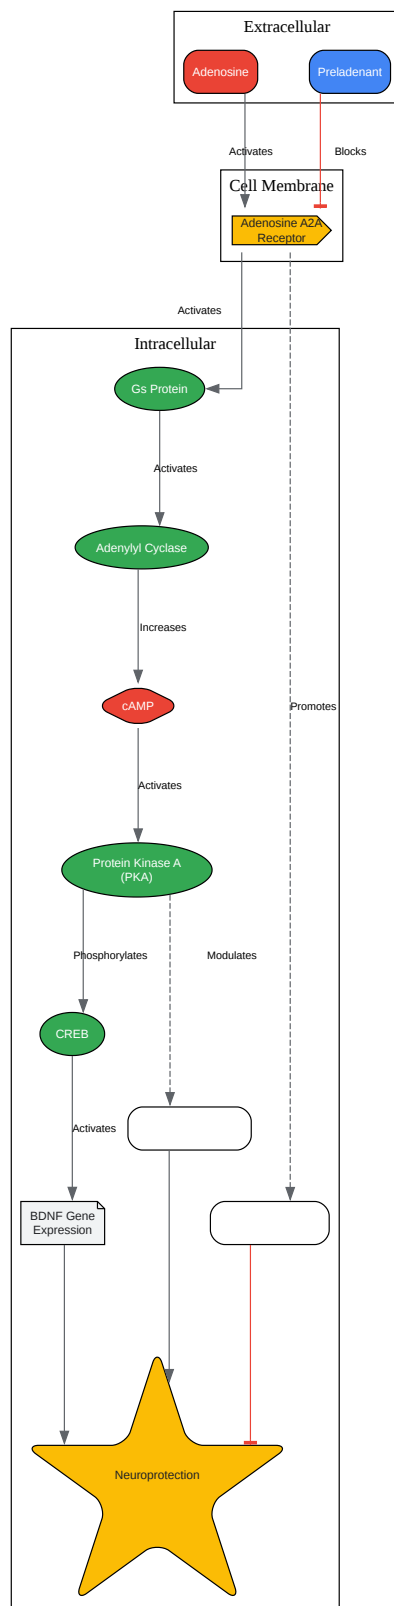 Extracellular
Adenosine
Preladenant
Activates
Blocks
Cell Membrane
Adenosine A2A
Receptor
Activates
Intracellular
Gs Protein
Activates
Adenylyl Cyclase
Increases
cAMP
Promotes
Activates
Protein Kinase A
(PKA)
Phosphorylates
Modulates
CREB
Activates
BDNF Gene
Expression
Neuroprotection